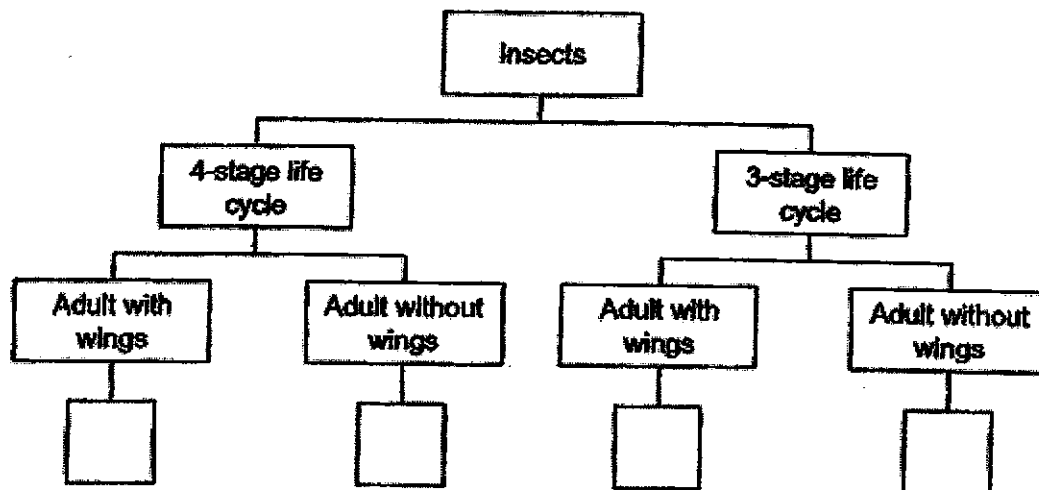 Insects
4-stage life
cycle
3-stage life
cycle
Adult with
wings
Adult without
wings
Adult with
wings
Adult without
wings